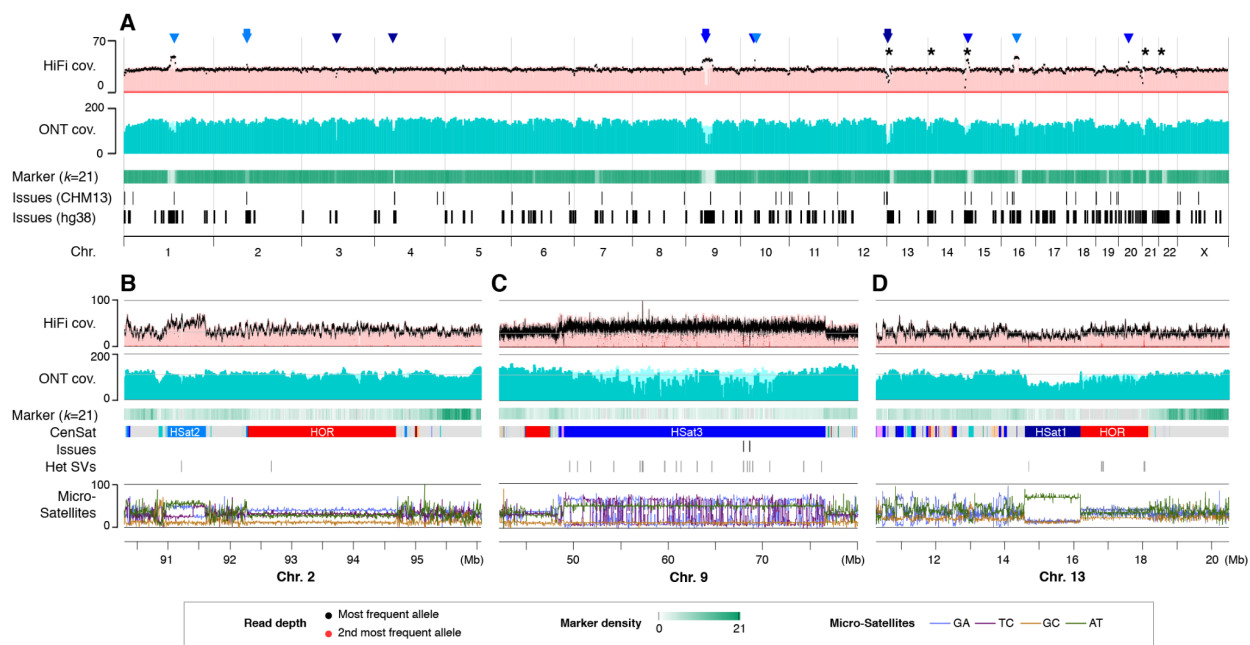 A
70
HiFi cov.
0
* * * * *
200
ONT cov.
0
Marker (k=21)
Issues (CHM13)
Issues (hg38)
Chr. 1 2 3 4 5 6 7 8 9 10 11 12 13 14 15 16 17 18 19 20 21 22 X
B C D
100
HiFi cov.
0
200
ONT cov.
0
Marker (k=21)
CenSat HSat2 HOR HSat3 HSat1 HOR
Issues
Het SVs
100
Micro-
Satellites
0
91 92 93 94 95 (Mb) 50 60 70 (Mb) 12 14 16 18 20 (Mb)
Chr. 2 Chr. 9 Chr. 13
Read depth Most frequent allele Marker density Micro-Satellites GA TC GC AT
0 21
2nd most frequent allele